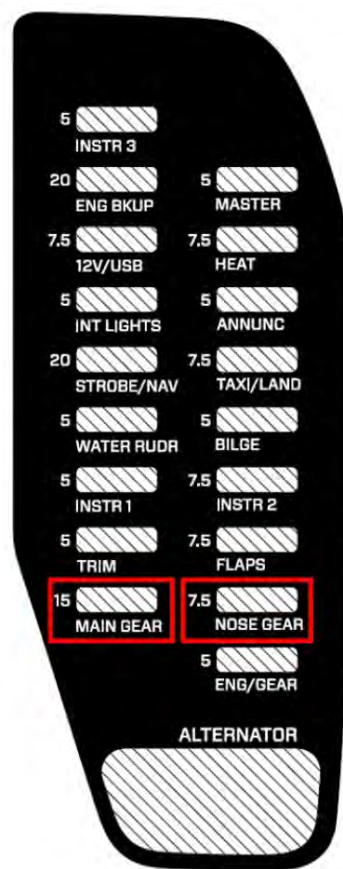 5
INSTR 3
20 5
ENG BKUP MASTER
7.5 7.5
12V/USB HEAT
5 5
INT LIGHTS ANNUNC
20 7.5
STROBE/NAV TAXI/LAND
5 5
WATER RUDR BILGE
5 7.5
INSTR 1 INSTR 2
5 7.5
TRIM FLAPS
15 7.5
MAIN GEAR NOSE GEAR
5
ENG/GEAR
ALTERNATOR